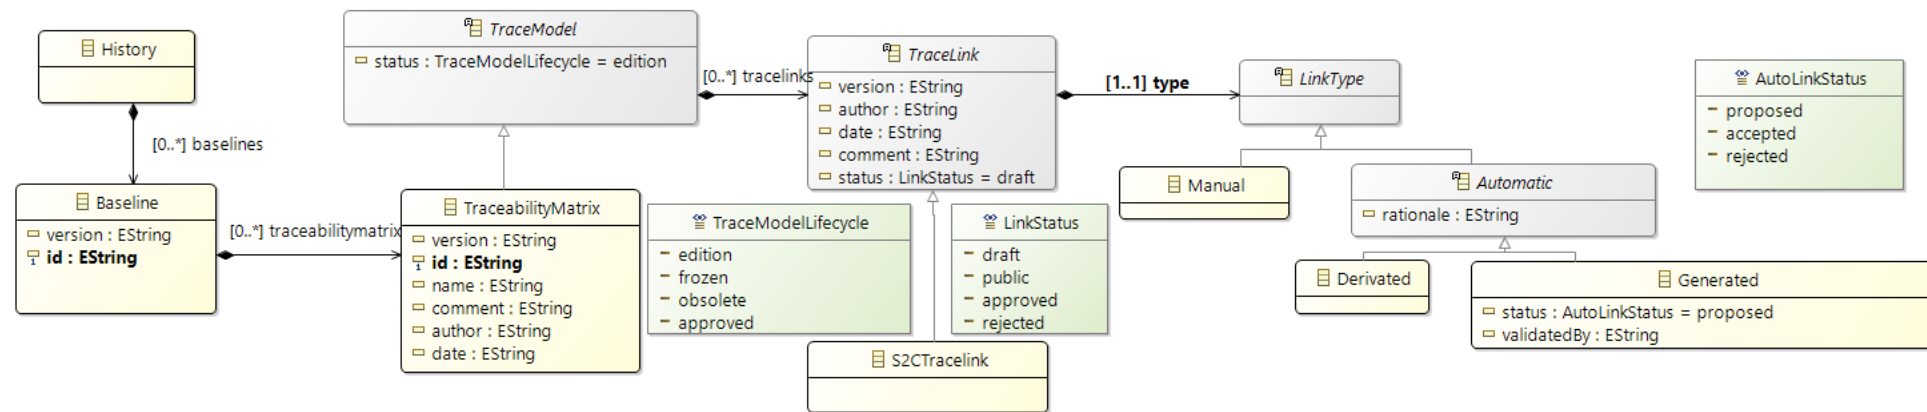 History
[0..*] baselines
Baseline
version : EString
id : EString
[0..*] traceabilitymatrix
TraceModel
status : TraceModelLifecycle = edition
[0..*] tracelinks
TraceabilityMatrix
version : EString
id : EString
name : EString
comment : EString
author : EString
date : EString
TraceModelLifecycle
edition
frozen
obsolete
approved
TraceLink
version : EString
author : EString
date : EString
comment : EString
status : LinkStatus = draft
[1..1] type
LinkStatus
draft
public
approved
rejected
S2CTracelink
LinkType
Manual
Automatic
rationale : EString
Derivated
Generated
status : AutoLinkStatus = proposed
validatedBy : EString
AutoLinkStatus
proposed
accepted
rejected